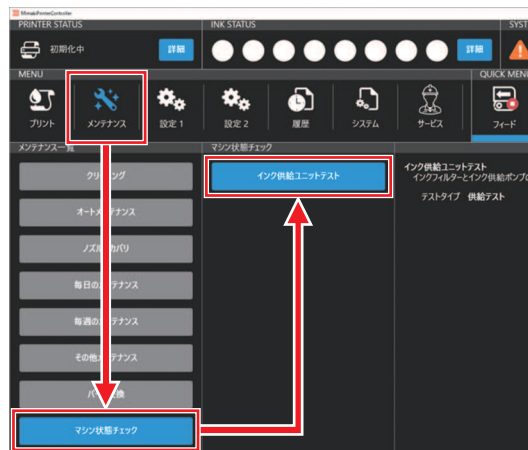 MimakiPrinterController
PRINTER STATUS
INK STATUS
SYST
初期化中
詳細
詳細
MENU
QUICK MENU
プリント
メンテナンス
設定 1
設定 2
履歴
システム
サービス
フィード
メンテナンス一覧
マシン状態チェック
クリーニング
インク供給ユニットテスト
インク供給ユニットテスト
インクフィルターとインク供給ポンプの
テストタイプ 供給テスト
オートメンテナンス
ノズルリカバリ
毎日のメンテナンス
毎週のメンテナンス
その他メンテナンス
マシン状態チェック